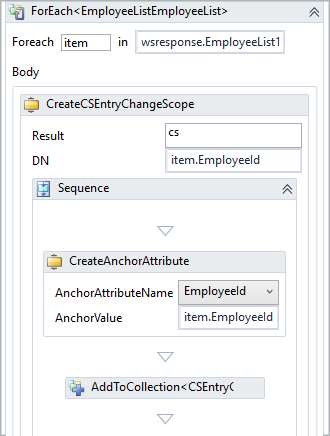 ForEach<EmployeeListEmployeeList>
Foreach item in wsresponse.EmployeeList1
Body
CreateCSEntryChangeScope
Result cs
DN item.EmployeeId
Sequence
CreateAnchorAttribute
AnchorAttributeName EmployeeId
AnchorValue item.EmployeeId
AddToCollection<CSEntryC